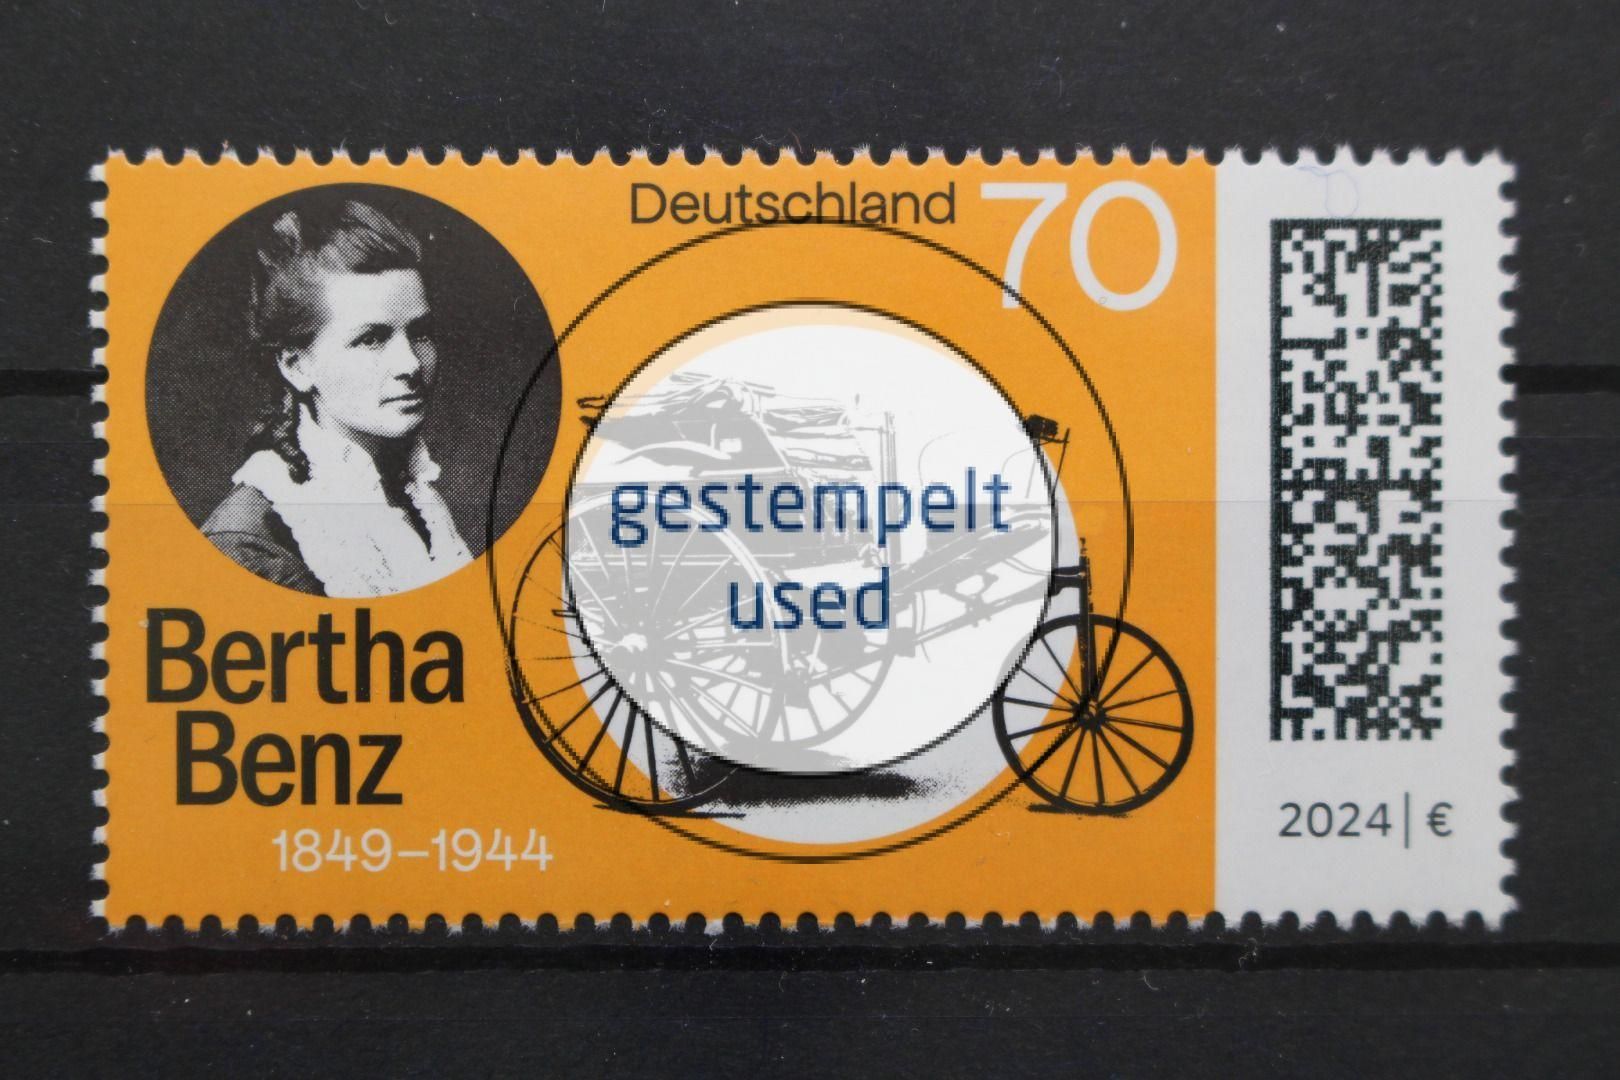 Deutschland 70
gestempelt
used
Bertha
Benz
1849–1944
2024 | €